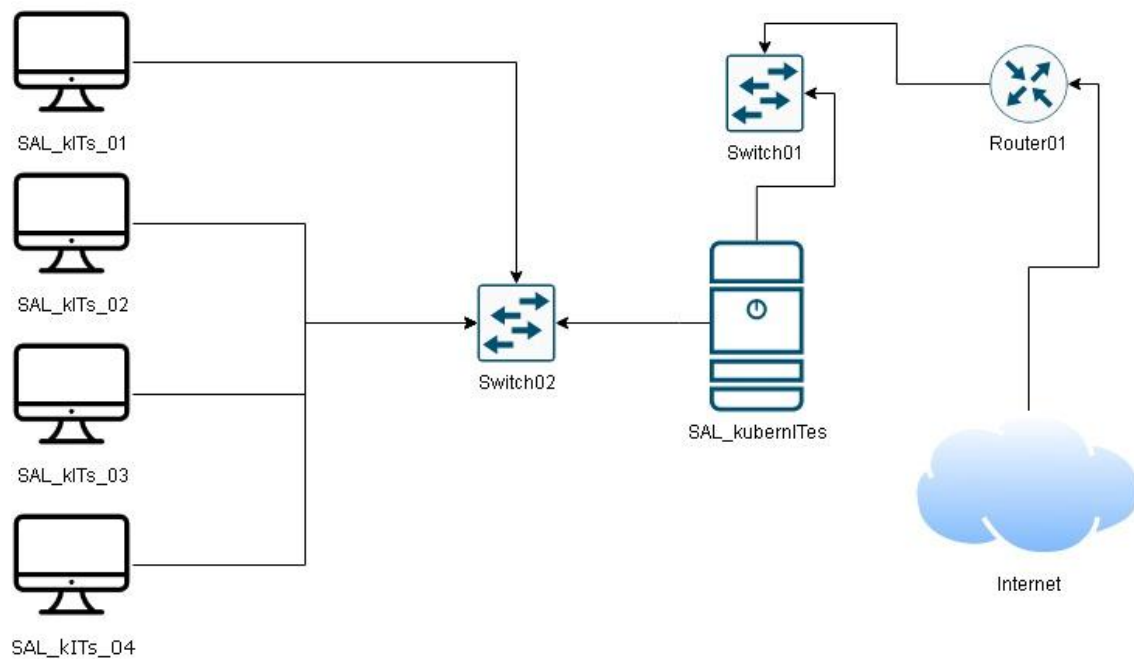 SAL_kITs_01
SAL_kITs_02
SAL_kITs_03
SAL_kITs_04
Switch02
Switch01
SAL_kubernITes
Router01
Internet